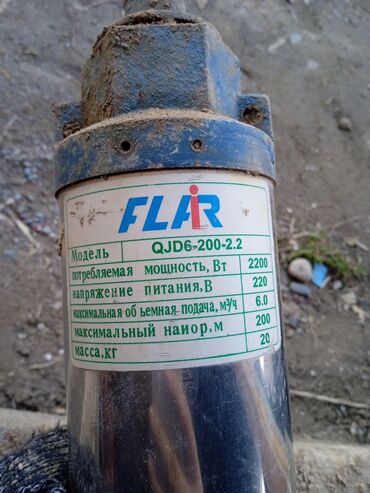 FLAiR
Модель QJD6-200-2.2
потребляемая мощность, Вт 2200
напряжение питания, В 220
максимальная об ьемная подача, м³/ч 6.0
максимальный наиор, м 200
масса, кг 20